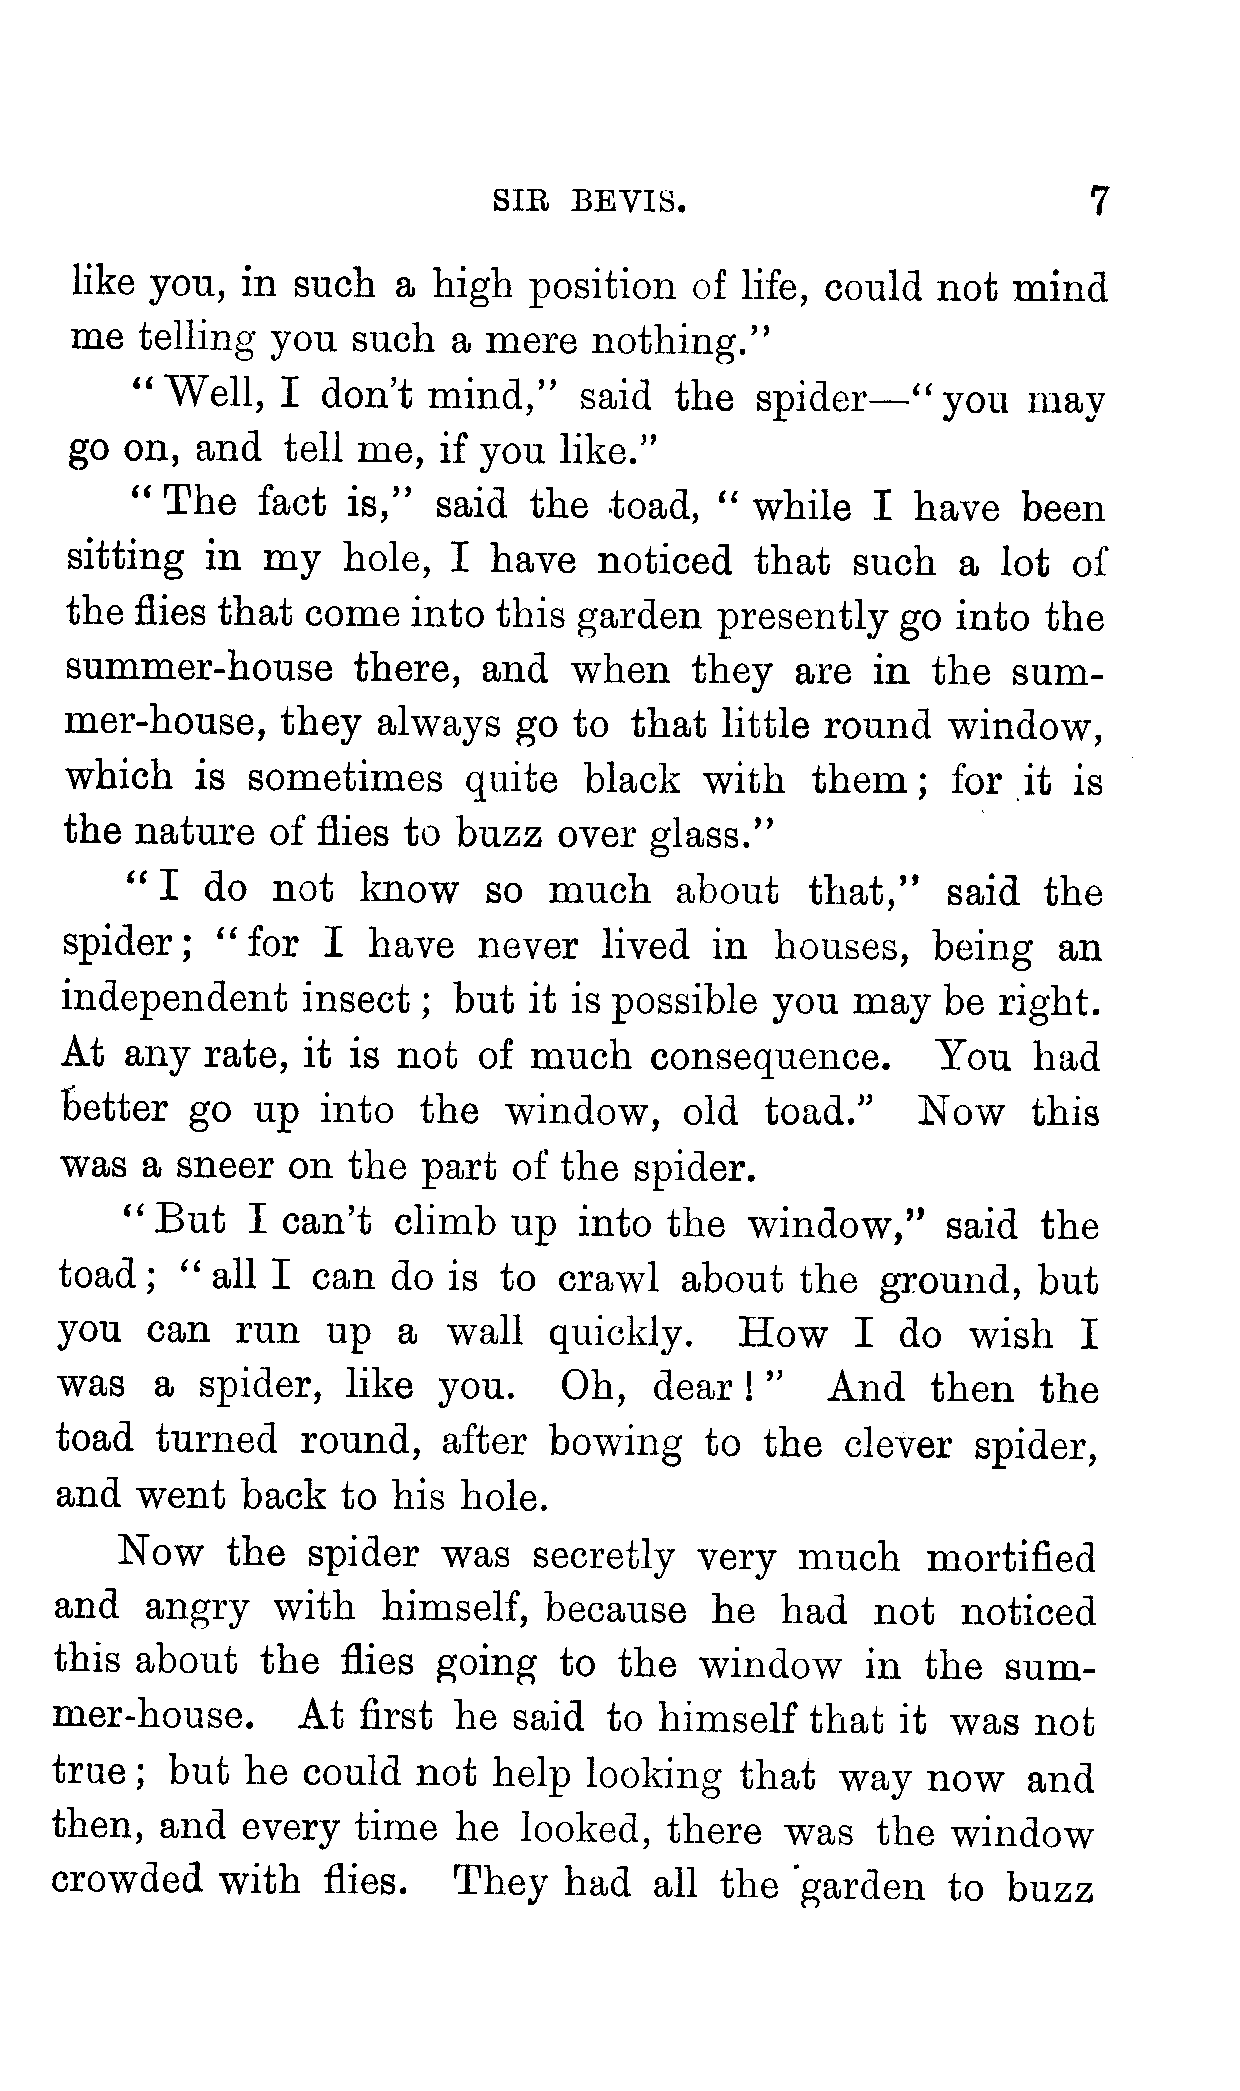 SIR BEVIS. 7
like you, in such a high position of life, could not mind
me telling you such a mere nothing."
"Well, I don't mind," said the spider—"you may
go on, and tell me, if you like."
"The fact is," said the toad, "while I have been
sitting in my hole, I have noticed that such a lot of
the flies that come into this garden presently go into the
summer-house there, and when they are in the sum-
mer-house, they always go to that little round window,
which is sometimes quite black with them; for it is
the nature of flies to buzz over glass."
"I do not know so much about that," said the
spider; "for I have never lived in houses, being an
independent insect; but it is possible you may be right.
At any rate, it is not of much consequence. You had
better go up into the window, old toad." Now this
was a sneer on the part of the spider.
"But I can't climb up into the window," said the
toad; "all I can do is to crawl about the ground, but
you can run up a wall quickly. How I do wish I
was a spider, like you. Oh, dear!" And then the
toad turned round, after bowing to the clever spider,
and went back to his hole.
Now the spider was secretly very much mortified
and angry with himself, because he had not noticed
this about the flies going to the window in the sum-
mer-house. At first he said to himself that it was not
true; but he could not help looking that way now and
then, and every time he looked, there was the window
crowded with flies. They had all the garden to buzz